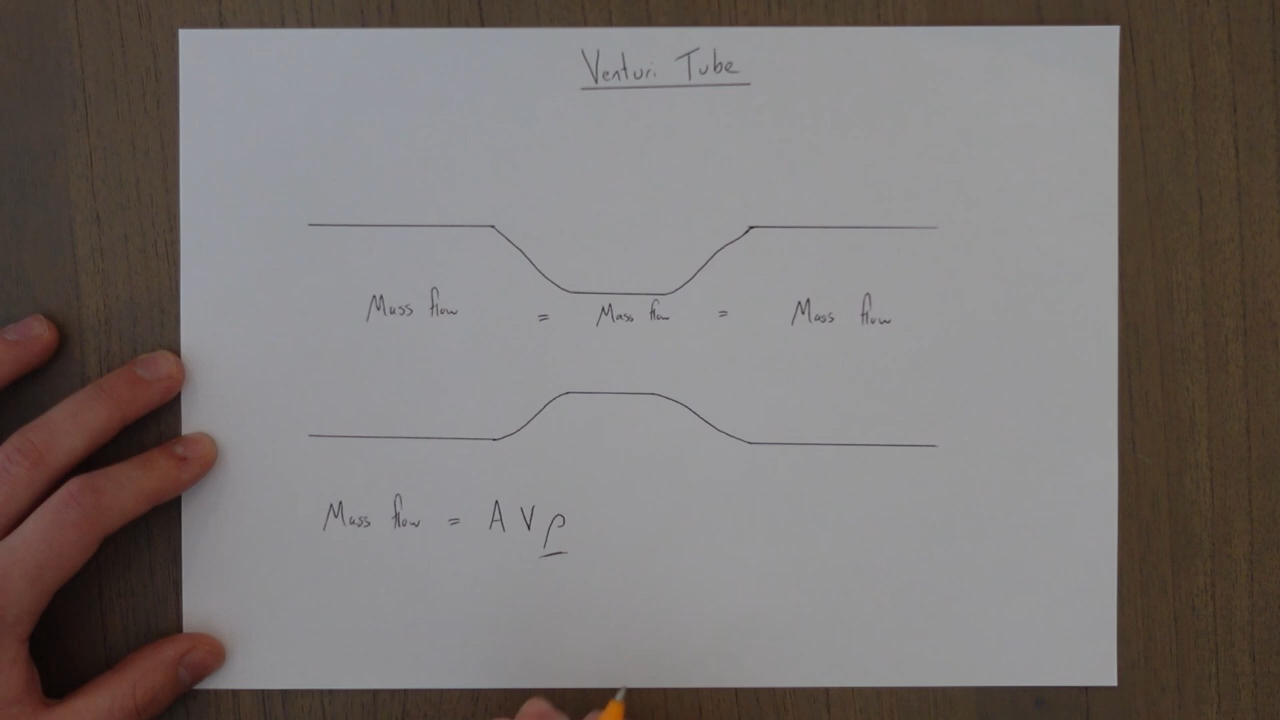 Venturi Tube
Mass flow = Mass flow = Mass flow
Mass flow = A V ρ